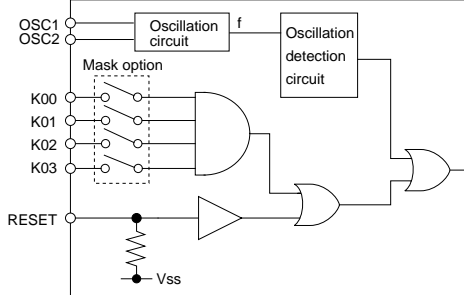 OSC1
OSC2
Oscillation
circuit
f
Oscillation
detection
circuit
Mask option
K00
K01
K02
K03
RESET
Vss